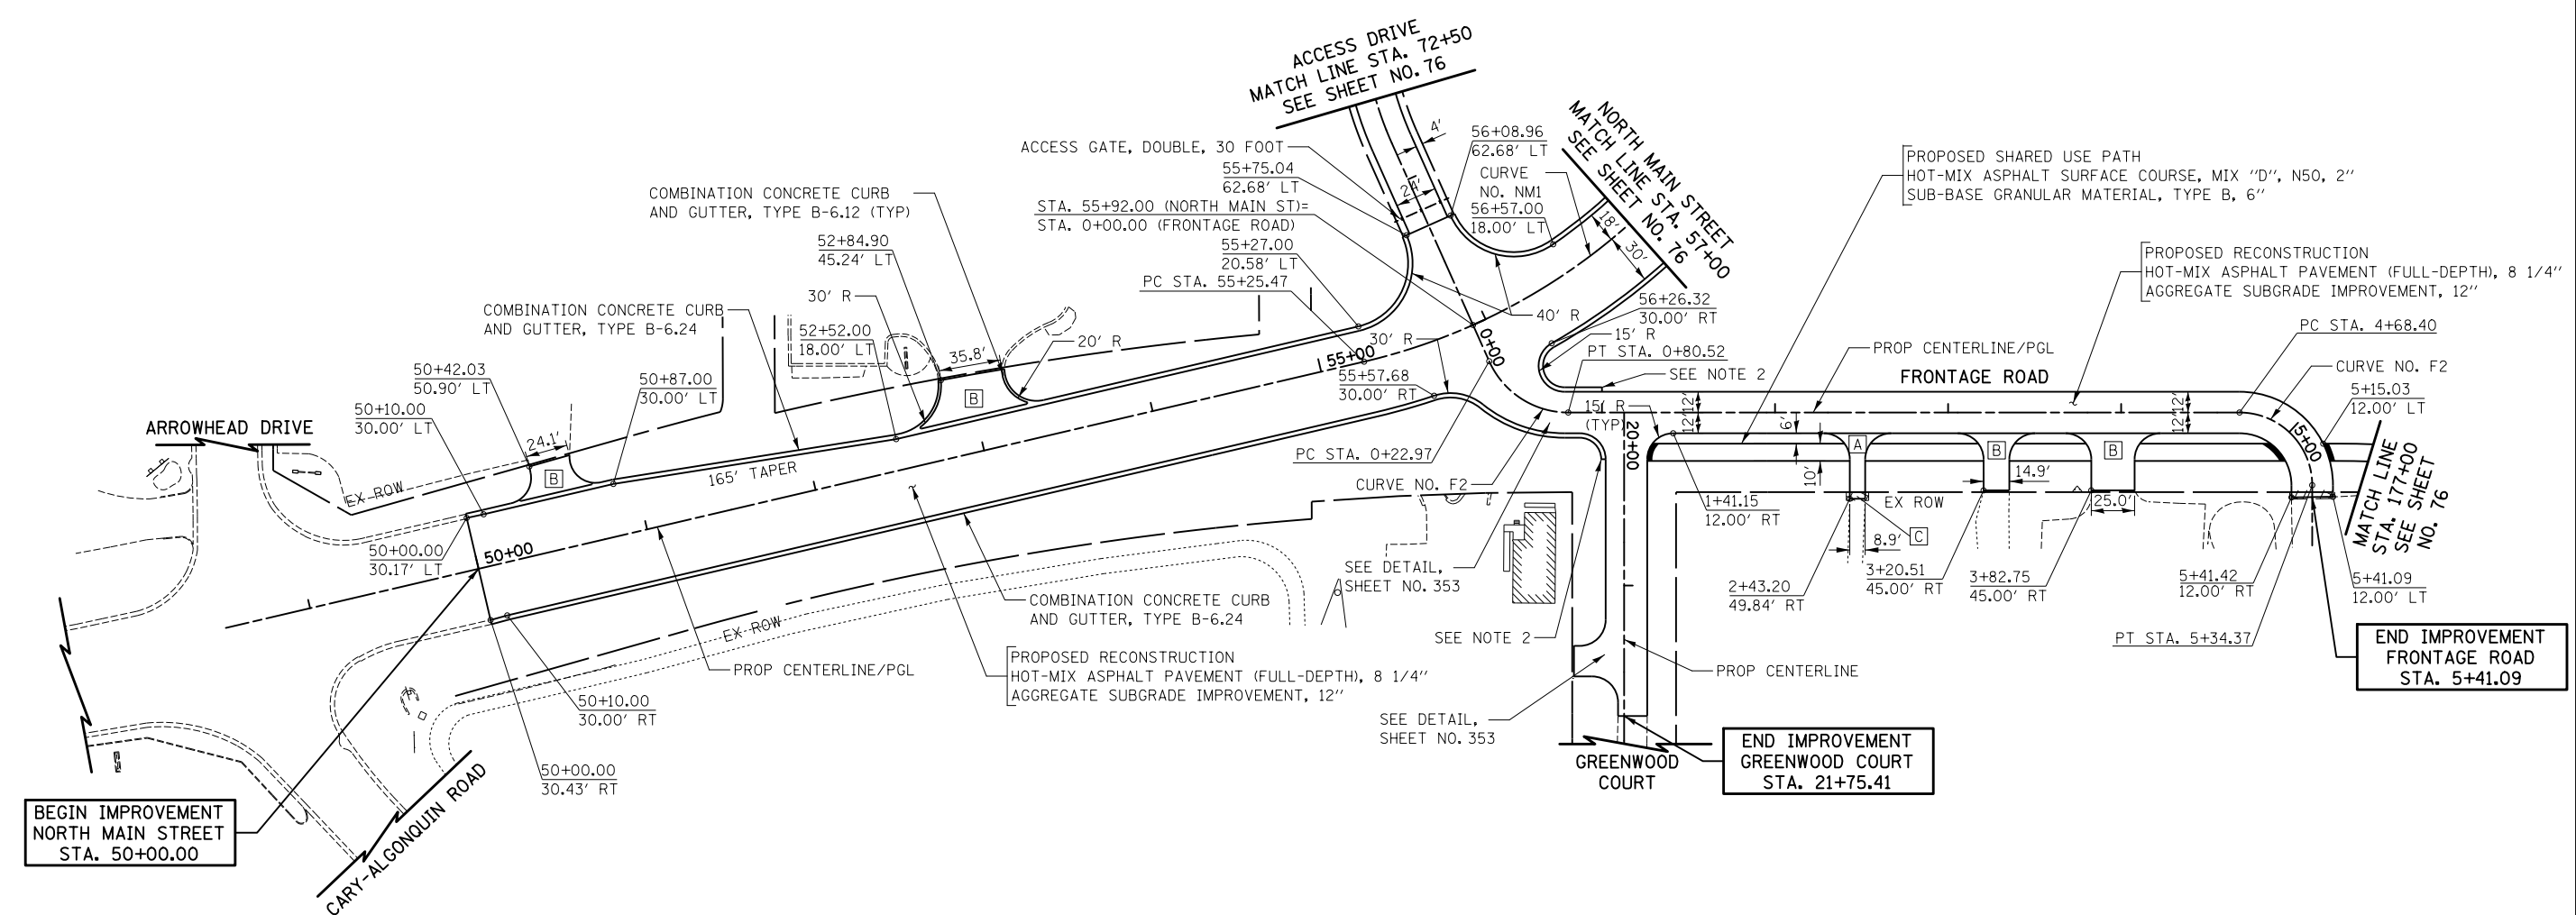 ACCESS DRIVE
MATCH LINE STA. 72+50
SEE SHEET NO. 76
NORTH MAIN STREET
MATCH LINE STA. 57+00
SEE SHEET NO. 76
ACCESS GATE, DOUBLE, 30 FOOT
4'
24'
56+08.96
62.68' LT
55+75.04
62.68' LT
CURVE
NO. NM1
STA. 55+92.00 (NORTH MAIN ST)=
STA. 0+00.00 (FRONTAGE ROAD)
56+57.00
18.00' LT
18'
30'
55+27.00
20.58' LT
PC STA. 55+25.47
COMBINATION CONCRETE CURB
AND GUTTER, TYPE B-6.12 (TYP)
52+84.90
45.24' LT
30' R
35.8'
20' R
COMBINATION CONCRETE CURB
AND GUTTER, TYPE B-6.24
52+52.00
18.00' LT
50+42.03
50.90' LT
50+87.00
30.00' LT
50+10.00
30.00' LT
24.1'
B
B
165' TAPER
ARROWHEAD DRIVE
EX ROW
50+00.00
30.17' LT
50+00
55+00
0+00
40' R
56+26.32
30.00' RT
15' R
30' R
PT STA. 0+80.52
SEE NOTE 2
55+57.68
30.00' RT
PROPOSED SHARED USE PATH
HOT-MIX ASPHALT SURFACE COURSE, MIX "D", N50, 2"
SUB-BASE GRANULAR MATERIAL, TYPE B, 6"
PROPOSED RECONSTRUCTION
HOT-MIX ASPHALT PAVEMENT (FULL-DEPTH), 8 1/4"
AGGREGATE SUBGRADE IMPROVEMENT, 12"
PC STA. 4+68.40
PROP CENTERLINE/PGL
FRONTAGE ROAD
CURVE NO. F2
5+15.03
12.00' LT
12'
12'
12'
12'
15' R
(TYP)
6'
10'
20+00
A
B
B
5+00
14.9'
25.0'
PC STA. 0+22.97
CURVE NO. F2
1+41.15
12.00' RT
EX ROW
C
8.9'
2+43.20
49.84' RT
3+20.51
45.00' RT
3+82.75
45.00' RT
5+41.42
12.00' RT
5+41.09
12.00' LT
MATCH LINE
STA. 177+00
SEE SHEET
NO. 76
PT STA. 5+34.37
END IMPROVEMENT
FRONTAGE ROAD
STA. 5+41.09
SEE DETAIL,
SHEET NO. 353
SEE NOTE 2
COMBINATION CONCRETE CURB
AND GUTTER, TYPE B-6.24
EX ROW
PROP CENTERLINE/PGL
PROPOSED RECONSTRUCTION
HOT-MIX ASPHALT PAVEMENT (FULL-DEPTH), 8 1/4"
AGGREGATE SUBGRADE IMPROVEMENT, 12"
PROP CENTERLINE
SEE DETAIL,
SHEET NO. 353
GREENWOOD
COURT
END IMPROVEMENT
GREENWOOD COURT
STA. 21+75.41
50+10.00
30.00' RT
50+00.00
30.43' RT
BEGIN IMPROVEMENT
NORTH MAIN STREET
STA. 50+00.00
CARY-ALGONQUIN ROAD